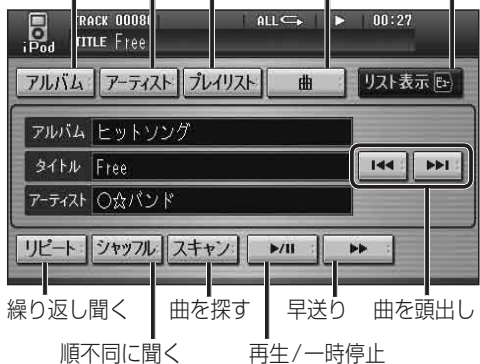 iPod TRACK 0008 ALL ▶ 00:27
TITLE Free
アルバム アーティスト プレイリスト 曲 リスト表示
アルバム ヒットソング
タイトル Free
アーティスト ○☆バンド
リピート シャッフル スキャン ▶/II ▶▶
繰り返し聞く 曲を探す 早送り 曲を頭出し
順不同に聞く 再生/一時停止